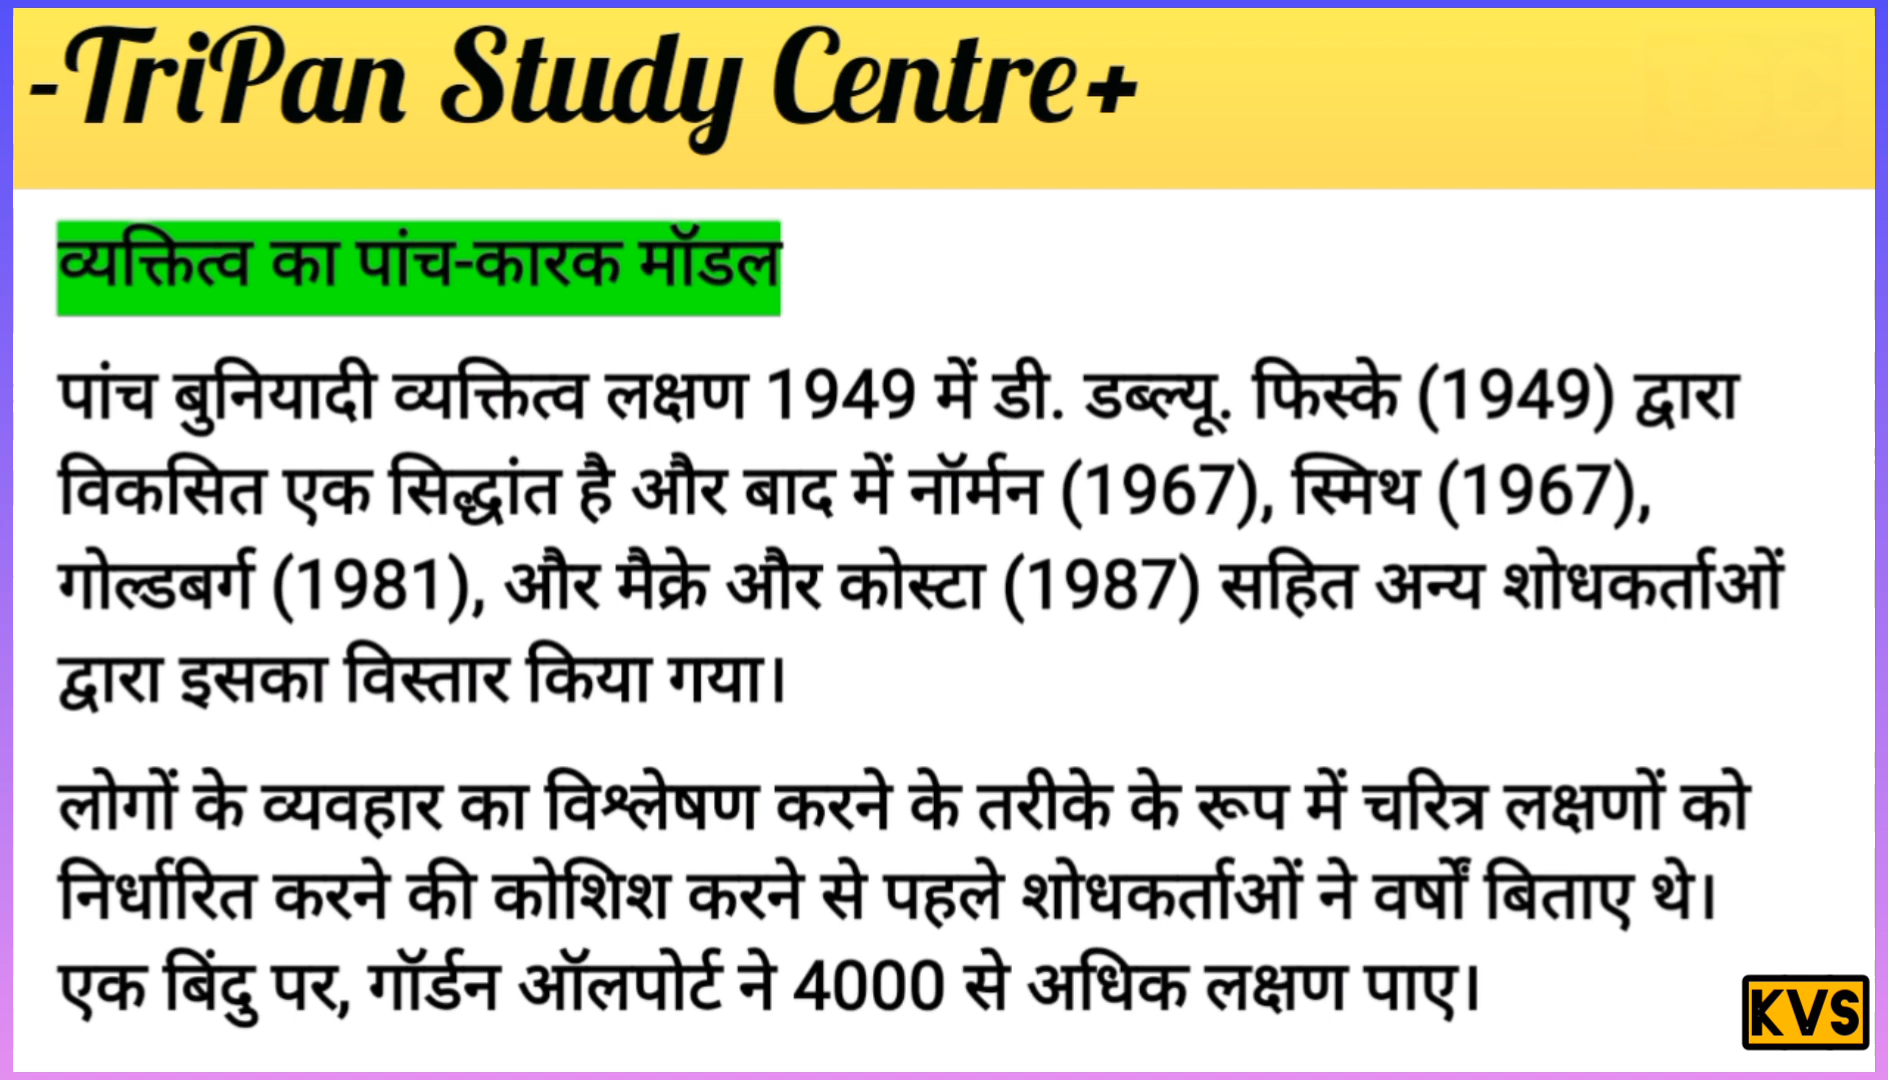 -TriPan Study Centre+
व्यक्तित्व का पांच-कारक मॉडल
पांच बुनियादी व्यक्तित्व लक्षण 1949 में डी. डब्ल्यू. फिस्के (1949) द्वारा
विकसित एक सिद्धांत है और बाद में नॉर्मन (1967), स्मिथ (1967),
गोल्डबर्ग (1981), और मैक्रे और कोस्टा (1987) सहित अन्य शोधकर्ताओं
द्वारा इसका विस्तार किया गया।
लोगों के व्यवहार का विश्लेषण करने के तरीके के रूप में चरित्र लक्षणों को
निर्धारित करने की कोशिश करने से पहले शोधकर्ताओं ने वर्षों बिताए थे।
एक बिंदु पर, गॉर्डन ऑलपोर्ट ने 4000 से अधिक लक्षण पाए।
KVS